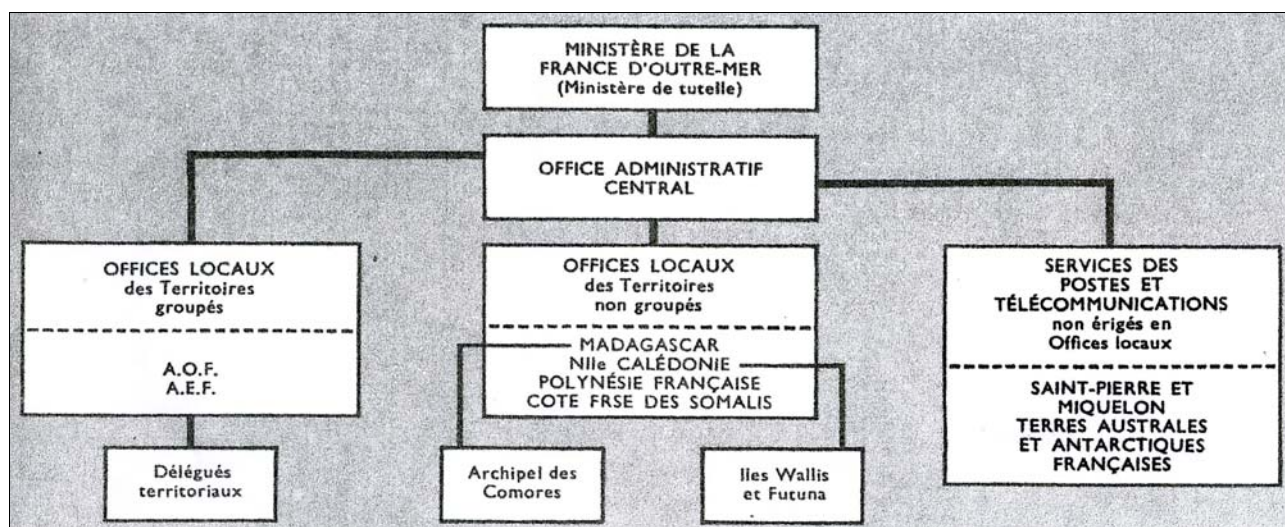 MINISTÈRE DE LA
FRANCE D'OUTRE-MER
(Ministère de tutelle)
OFFICE ADMINISTRATIF
CENTRAL
OFFICES LOCAUX
des Territoires
groupés
A.O.F.
A.E.F.
Délégués
territoriaux
OFFICES LOCAUX
des Territoires
non groupés
MADAGASCAR
Nlle CALÉDONIE
POLYNÉSIE FRANÇAISE
COTE FRSE DES SOMALIS
Archipel des
Comores
Iles Wallis
et Futuna
SERVICES DES
POSTES ET
TÉLÉCOMMUNICATIONS
non érigés en
Offices locaux
SAINT-PIERRE ET
MIQUELON
TERRES AUSTRALES
ET ANTARCTIQUES
FRANÇAISES